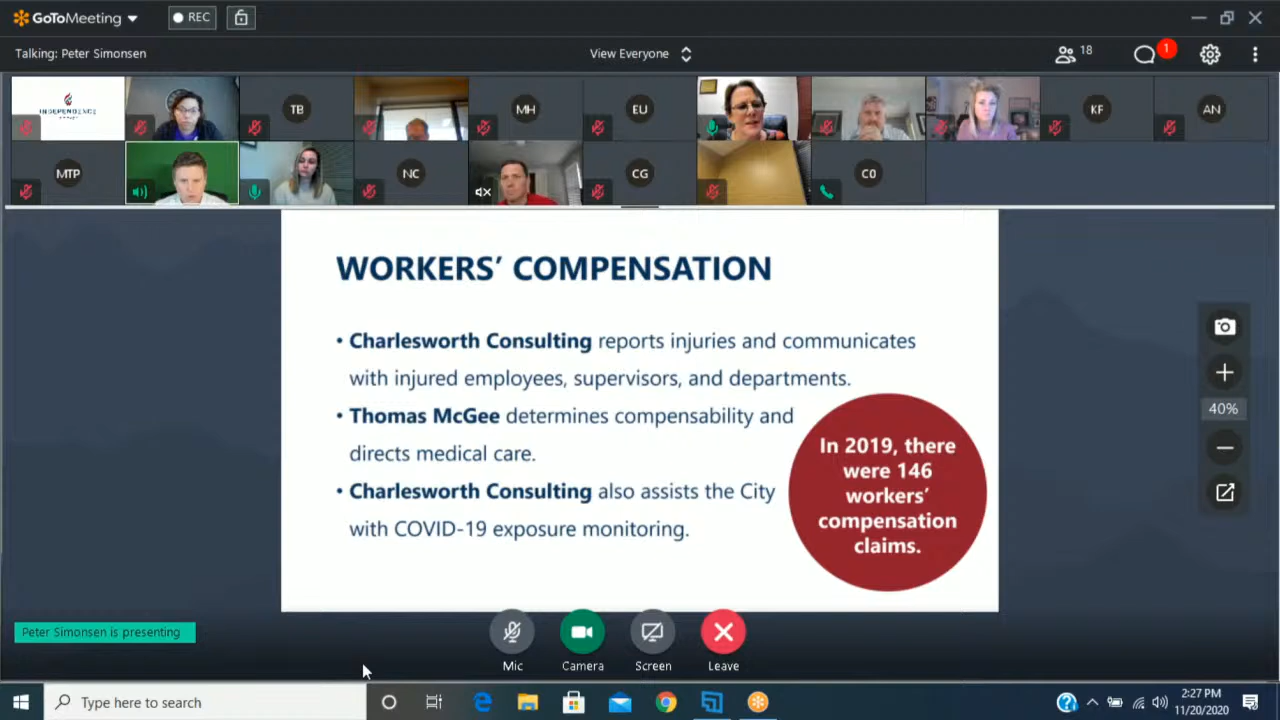 GoToMeeting
REC
Talking: Peter Simonsen
View Everyone
18
1
INDEPENDENCE
TB
MH
EU
KF
AN
MTP
NC
CG
C0
WORKERS’ COMPENSATION
• Charlesworth Consulting reports injuries and communicates
with injured employees, supervisors, and departments.
• Thomas McGee determines compensability and
directs medical care.
• Charlesworth Consulting also assists the City
with COVID-19 exposure monitoring.
In 2019, there
were 146
workers’
compensation
claims.
40%
Peter Simonsen is presenting
Mic
Camera
Screen
Leave
Type here to search
2:27 PM
11/20/2020